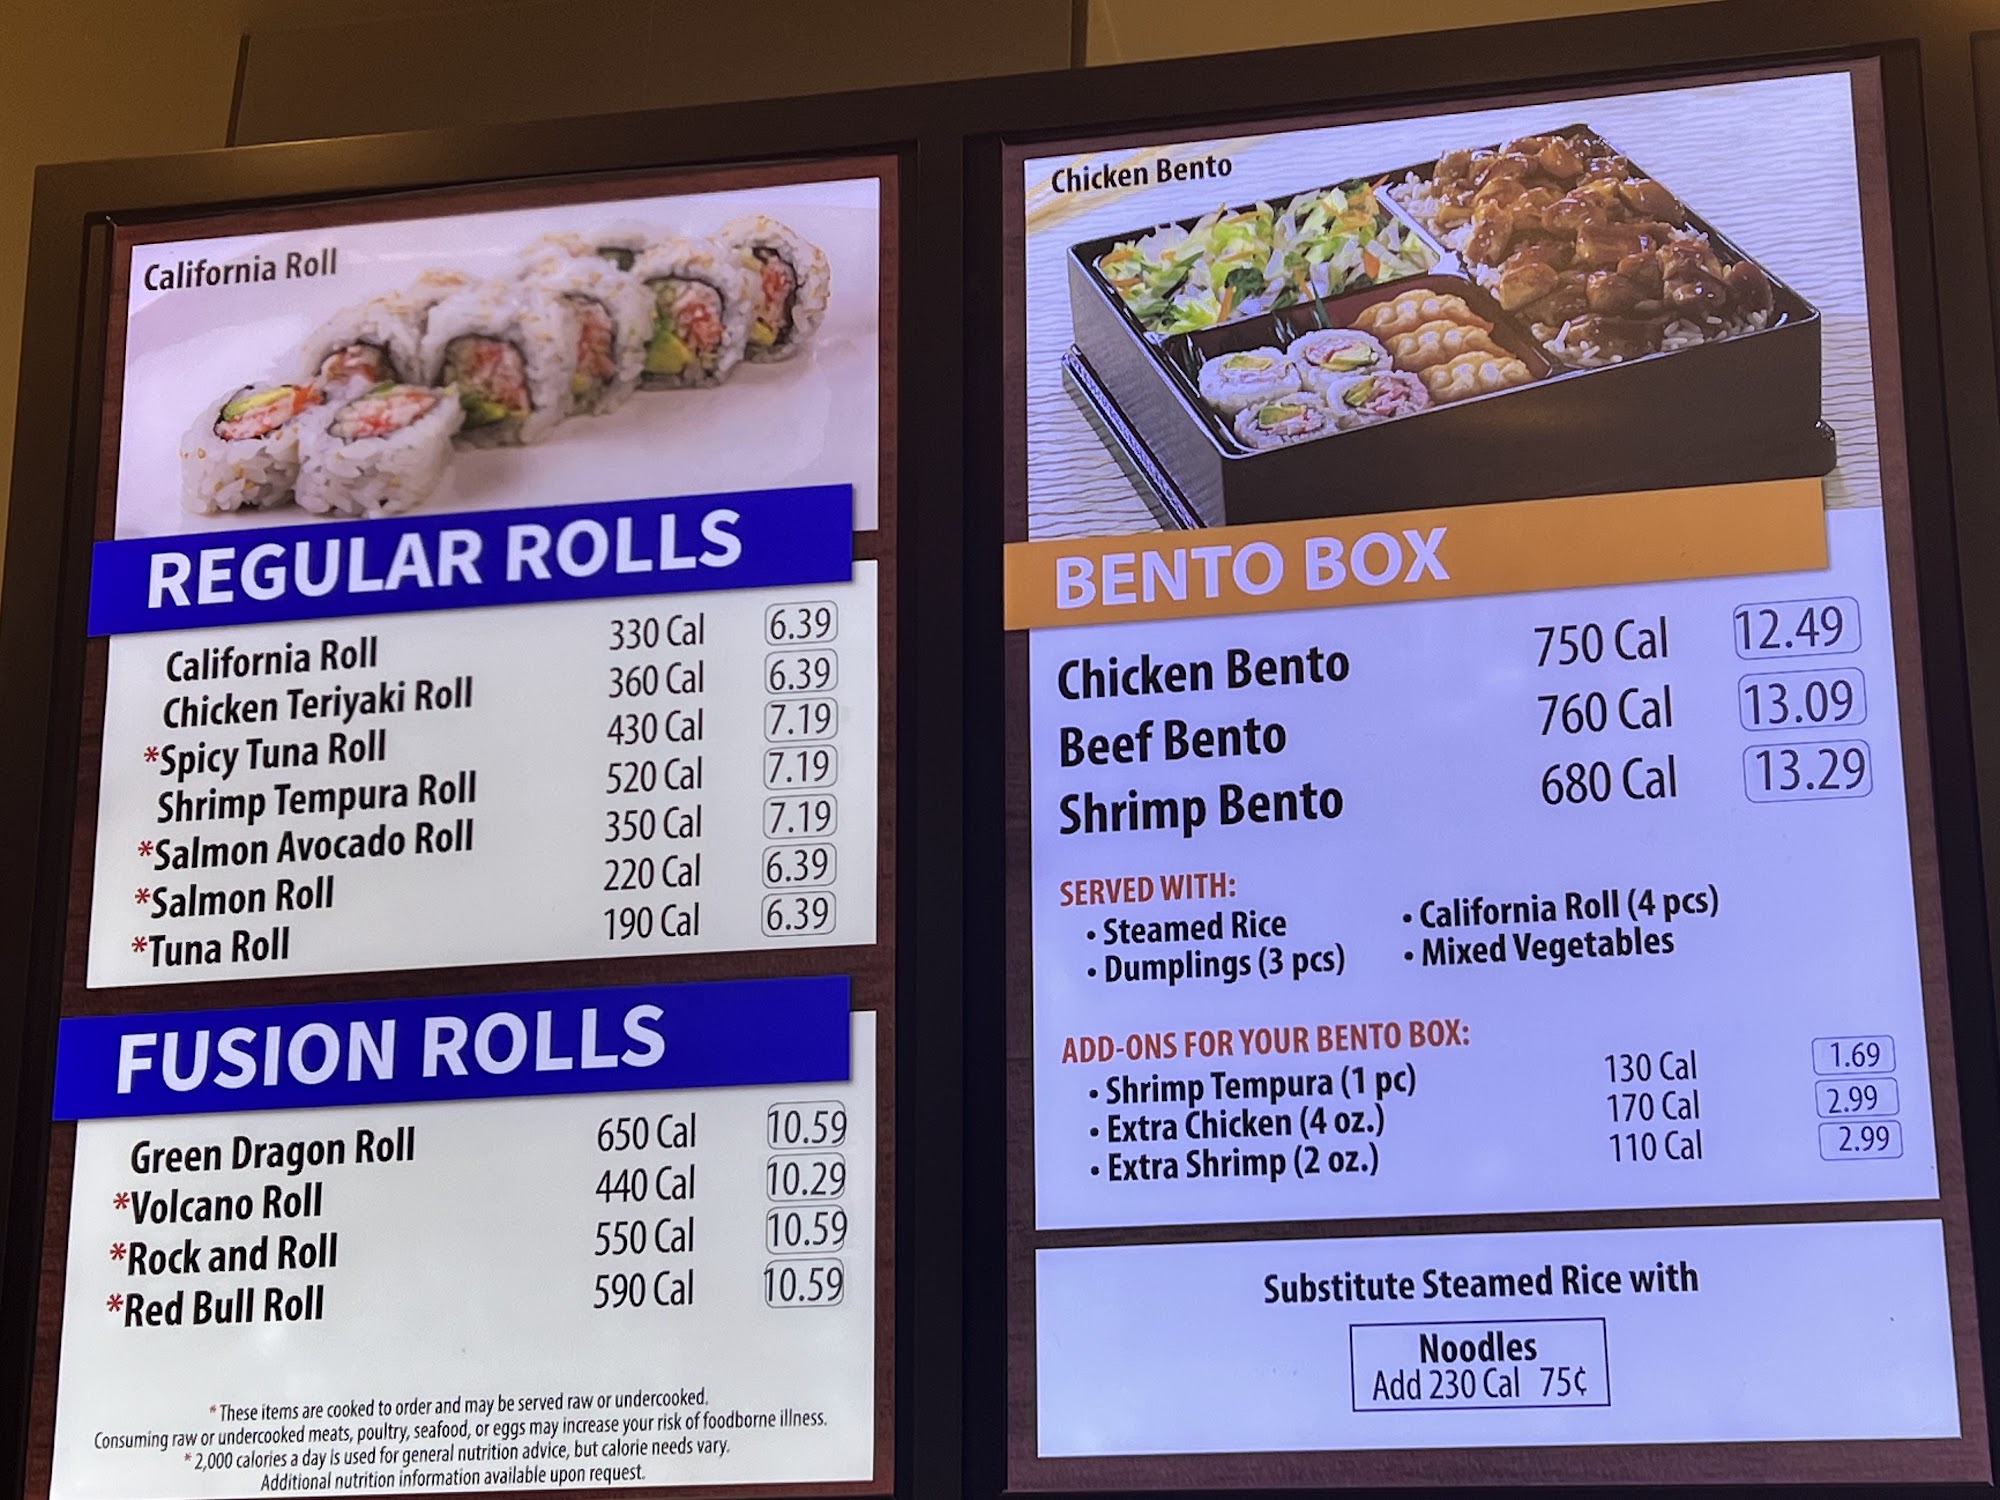 California Roll
REGULAR ROLLS
California Roll 330 Cal 6.39
Chicken Teriyaki Roll 360 Cal 6.39
*Spicy Tuna Roll 430 Cal 7.19
Shrimp Tempura Roll 520 Cal 7.19
*Salmon Avocado Roll 350 Cal 7.19
*Salmon Roll 220 Cal 6.39
*Tuna Roll 190 Cal 6.39
FUSION ROLLS
Green Dragon Roll 650 Cal 10.59
*Volcano Roll 440 Cal 10.29
*Rock and Roll 550 Cal 10.59
*Red Bull Roll 590 Cal 10.59
* These items are cooked to order and may be served raw or undercooked.
Consuming raw or undercooked meats, poultry, seafood, or eggs may increase your risk of foodborne illness.
* 2,000 calories a day is used for general nutrition advice, but calorie needs vary.
Additional nutrition information available upon request.
Chicken Bento
BENTO BOX
Chicken Bento 750 Cal 12.49
Beef Bento 760 Cal 13.09
Shrimp Bento 680 Cal 13.29
SERVED WITH:
• Steamed Rice • California Roll (4 pcs)
• Dumplings (3 pcs) • Mixed Vegetables
ADD-ONS FOR YOUR BENTO BOX:
• Shrimp Tempura (1 pc) 130 Cal 1.69
• Extra Chicken (4 oz.) 170 Cal 2.99
• Extra Shrimp (2 oz.) 110 Cal 2.99
Substitute Steamed Rice with
Noodles
Add 230 Cal 75¢